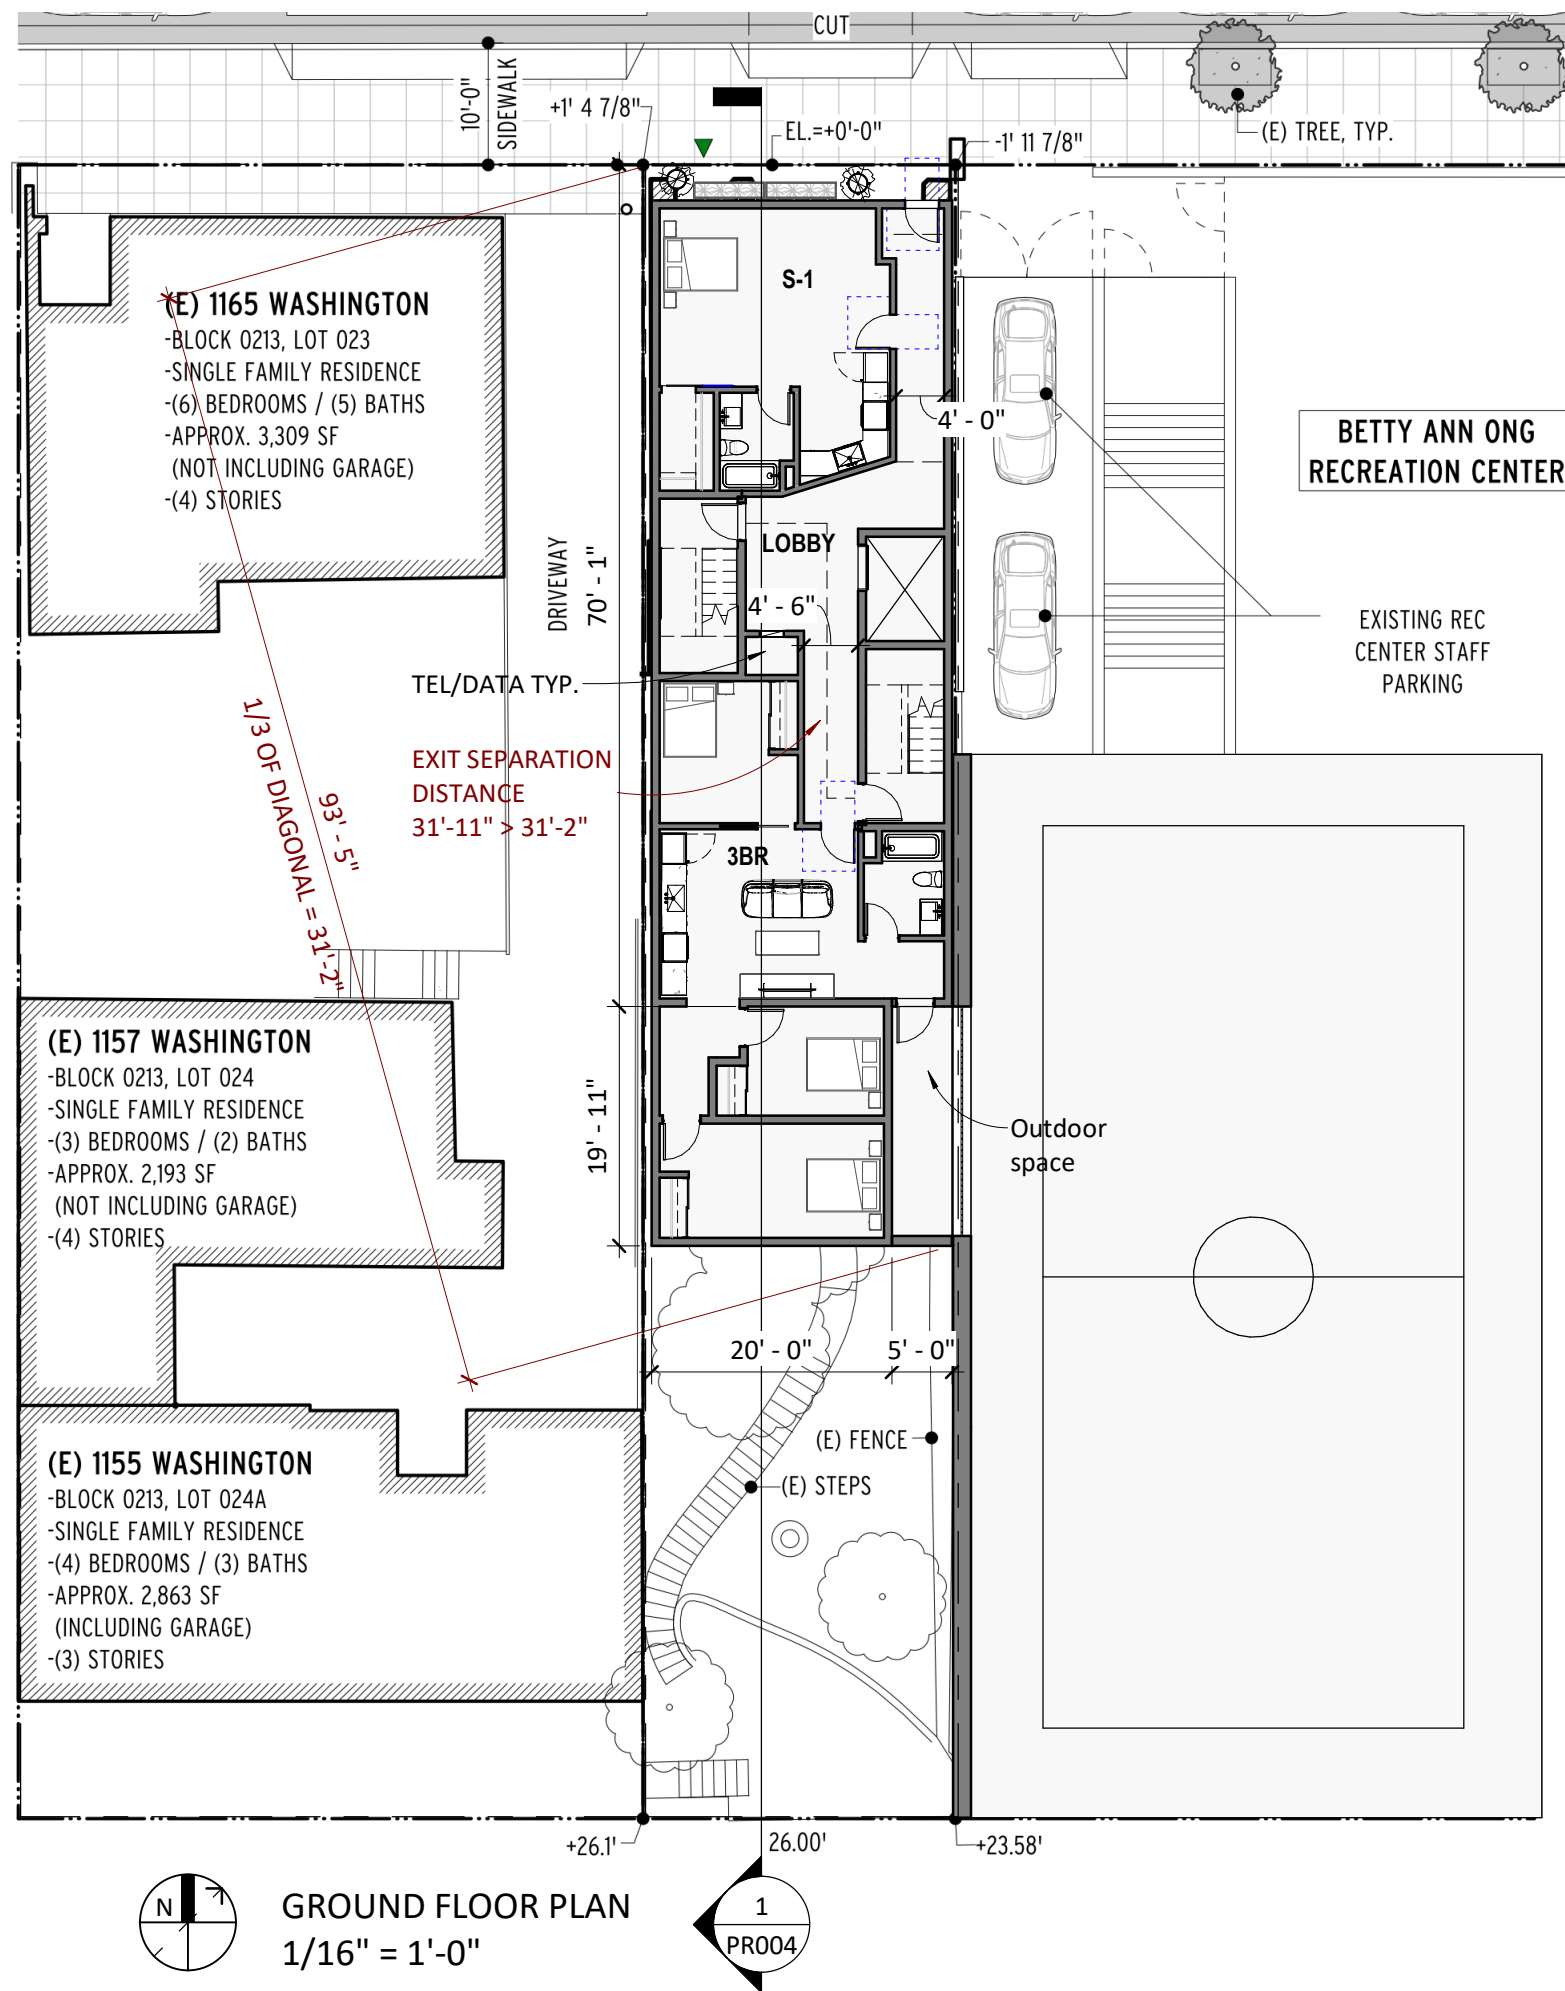 CUT
10'-0"
SIDEWALK
+1' 4 7/8"
EL.=+0'-0"
-1' 11 7/8"
(E) TREE, TYP.
(E) 1165 WASHINGTON
-BLOCK 0213, LOT 023
-SINGLE FAMILY RESIDENCE
-(6) BEDROOMS / (5) BATHS
-APPROX. 3,309 SF
(NOT INCLUDING GARAGE)
-(4) STORIES
S-1
4' - 0"
BETTY ANN ONG
RECREATION CENTER
LOBBY
DRIVEWAY
70' - 1"
4' - 6"
EXISTING REC
CENTER STAFF
PARKING
TEL/DATA TYP.
EXIT SEPARATION
DISTANCE
31'-11" > 31'-2"
93' - 5"
1/3 OF DIAGONAL = 31'-2"
3BR
(E) 1157 WASHINGTON
-BLOCK 0213, LOT 024
-SINGLE FAMILY RESIDENCE
-(3) BEDROOMS / (2) BATHS
-APPROX. 2,193 SF
(NOT INCLUDING GARAGE)
-(4) STORIES
19' - 11"
Outdoor
space
20' - 0"
5' - 0"
(E) FENCE
(E) STEPS
(E) 1155 WASHINGTON
-BLOCK 0213, LOT 024A
-SINGLE FAMILY RESIDENCE
-(4) BEDROOMS / (3) BATHS
-APPROX. 2,863 SF
(INCLUDING GARAGE)
-(3) STORIES
+26.1'
26.00'
+23.58'
N
GROUND FLOOR PLAN
1/16" = 1'-0"
1
PR004